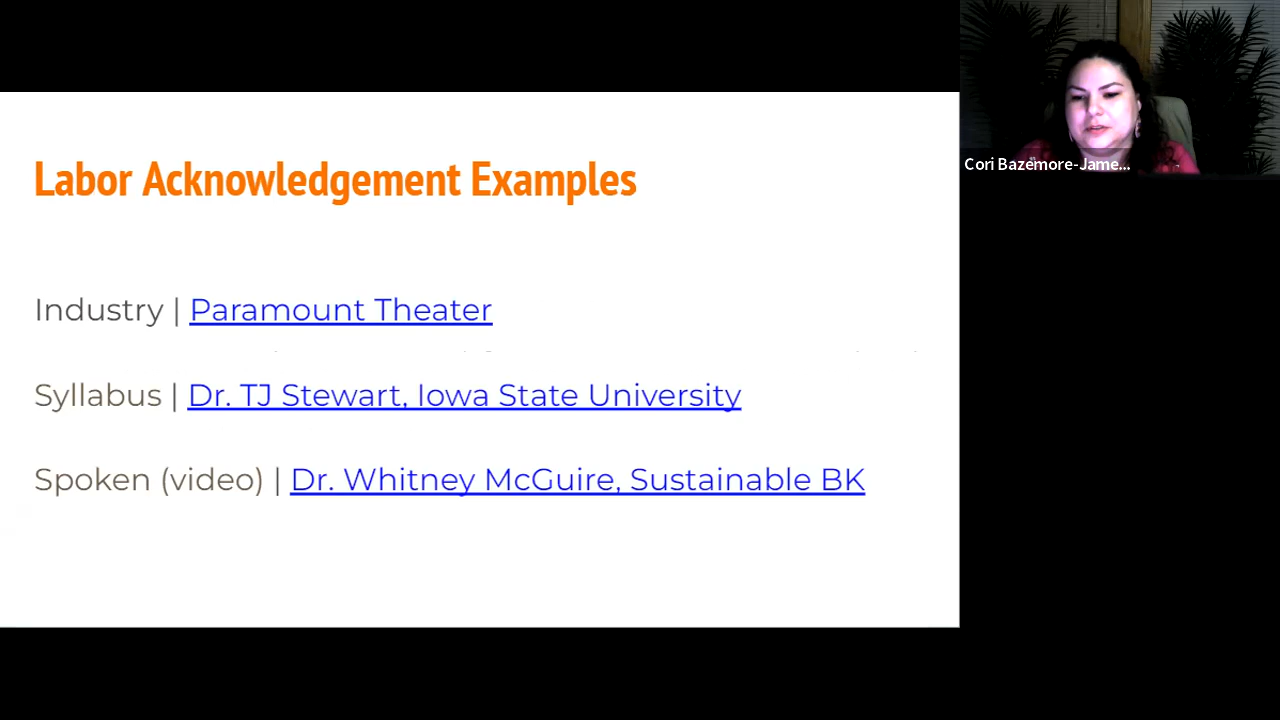 Labor Acknowledgement Examples
Industry | Paramount Theater
Syllabus | Dr. TJ Stewart, Iowa State University
Spoken (video) | Dr. Whitney McGuire, Sustainable BK
Cori Bazemore-Jame...